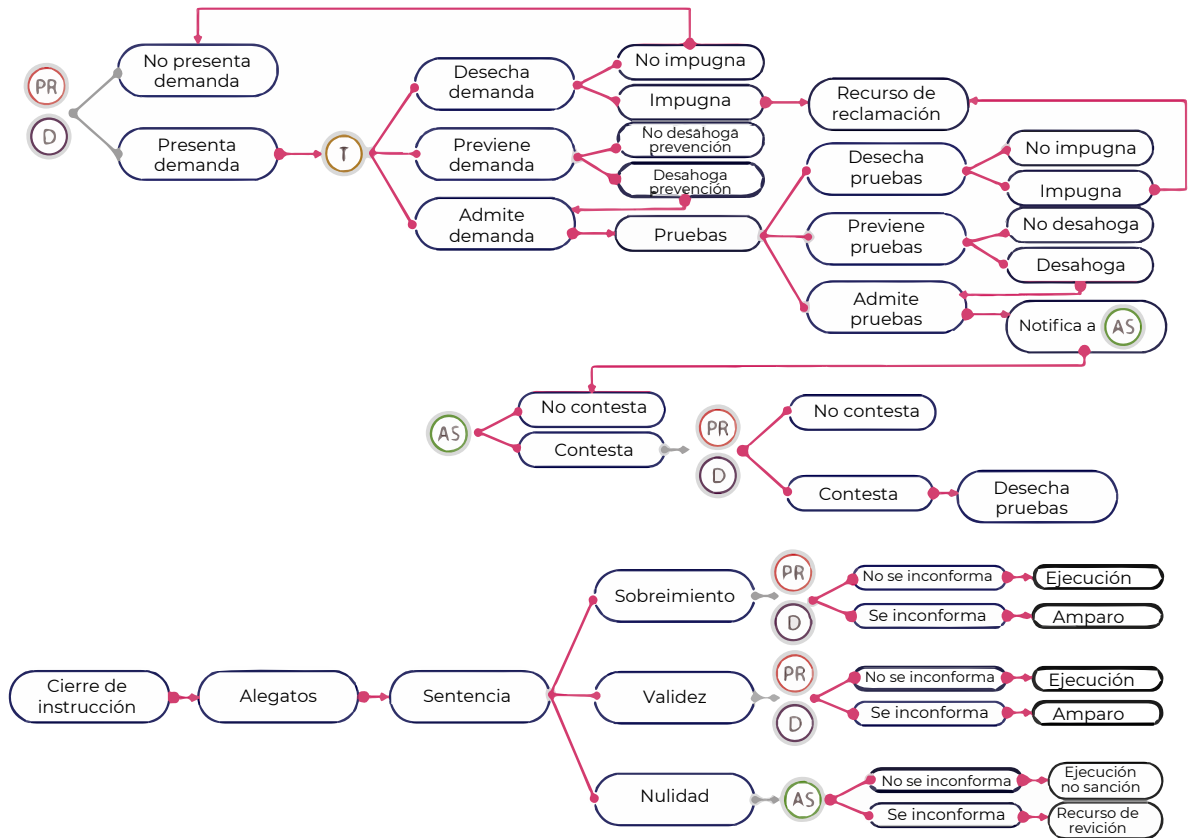 PR
D
No presenta
demanda
Presenta
demanda
T
Desecha
demanda
Previene
demanda
Admite
demanda
No impugna
Impugna
No desahoga
prevención
Desahoga
prevención
Pruebas
Recurso de
reclamación
Desecha
pruebas
Previene
pruebas
Admite
pruebas
No impugna
Impugna
No desahoga
Desahoga
Notifica a AS
AS
No contesta
Contesta
PR
D
No contesta
Contesta
Desecha
pruebas
Cierre de
instrucción
Alegatos
Sentencia
Sobreimiento
PR
D
No se inconforma
Ejecución
Se inconforma
Amparo
Validez
PR
D
No se inconforma
Ejecución
Se inconforma
Amparo
Nulidad
AS
No se inconforma
Ejecución
no sanción
Se inconforma
Recurso de
revición